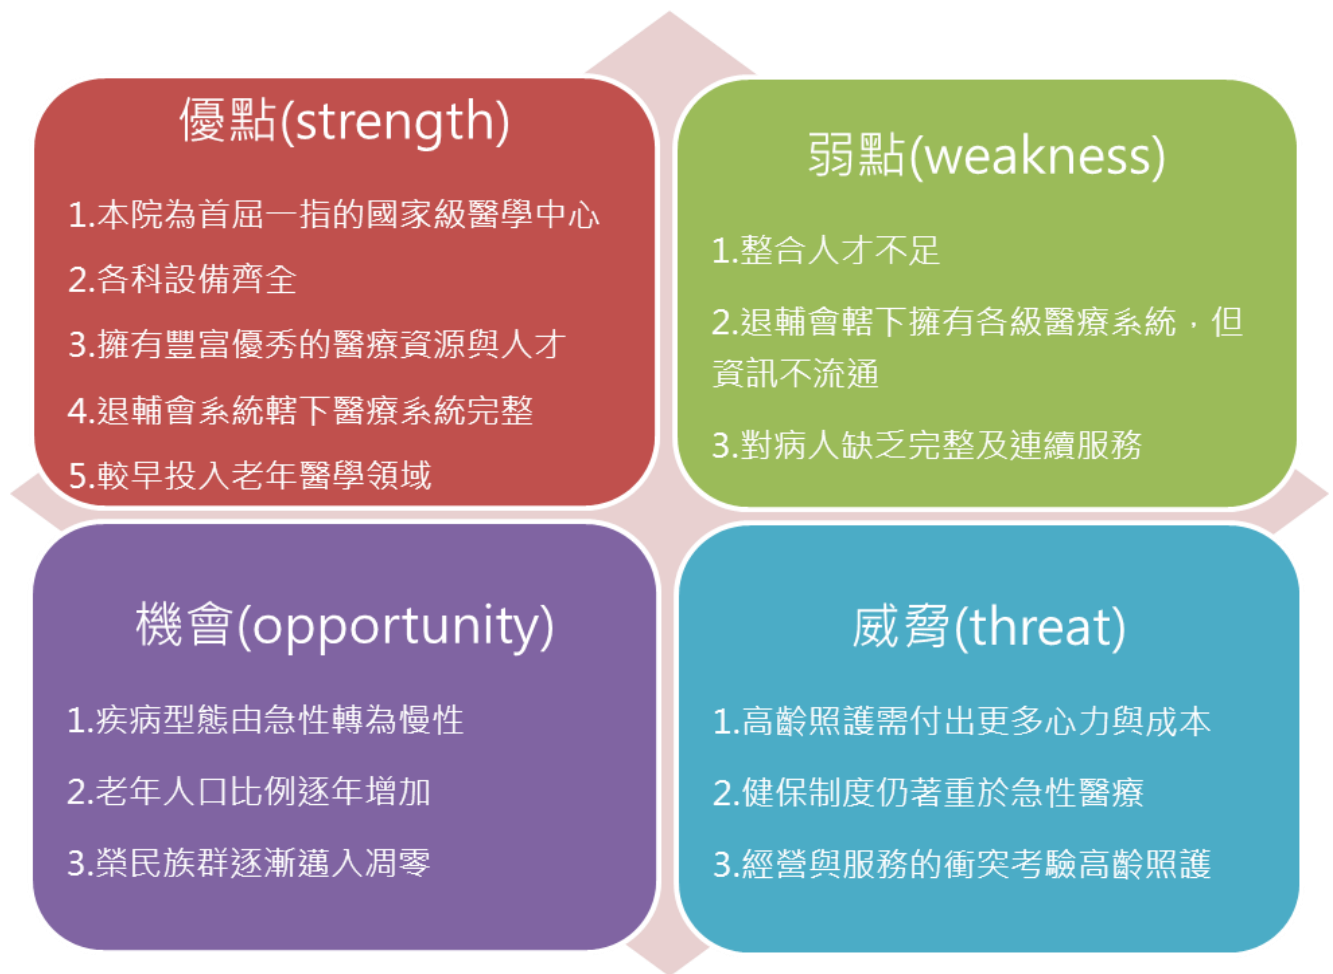 優點(strength)
1.本院為首屈一指的國家級醫學中心
2.各科設備齊全
3.擁有豐富優秀的醫療資源與人才
4.退輔會系統轄下醫療系統完整
5.較早投入老年醫學領域
弱點(weakness)
1.整合人才不足
2.退輔會轄下擁有各級醫療系統，但
資訊不流通
3.對病人缺乏完整及連續服務
機會(opportunity)
1.疾病型態由急性轉為慢性
2.老年人口比例逐年增加
3.榮民族群逐漸邁入凋零
威脅(threat)
1.高齡照護需付出更多心力與成本
2.健保制度仍著重於急性醫療
3.經營與服務的衝突考驗高齡照護